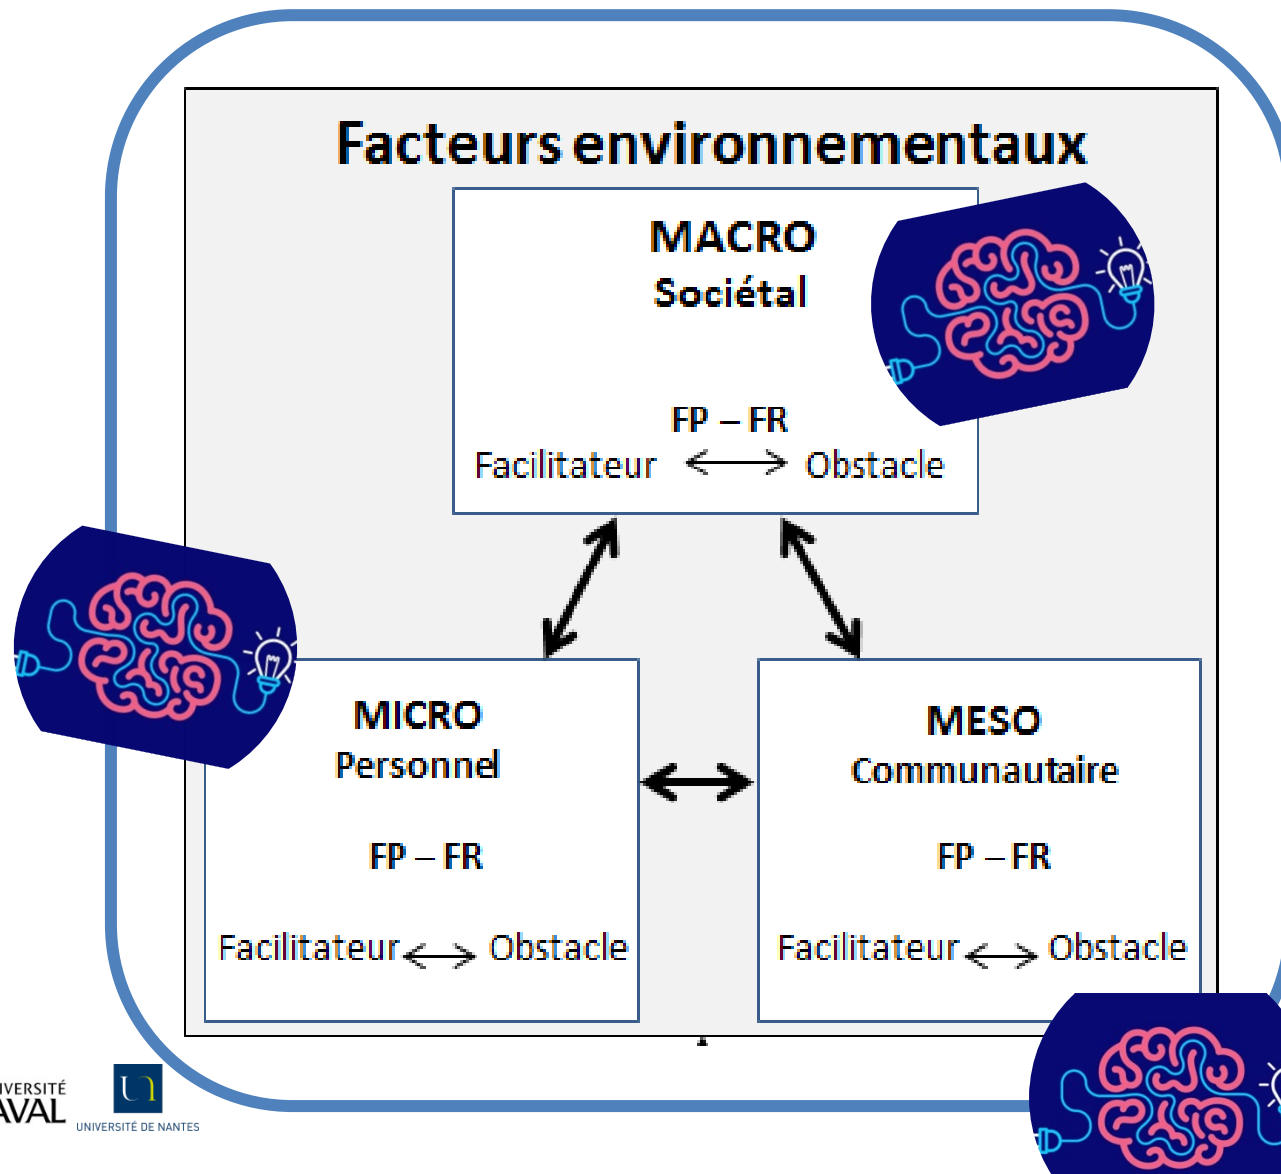 Facteurs environnementaux
MACRO
Sociétal
FP – FR
Facilitateur Obstacle
MICRO
Personnel
FP – FR
Facilitateur Obstacle
MESO
Communautaire
FP – FR
Facilitateur Obstacle
UNIVERSITÉ DE NANTES